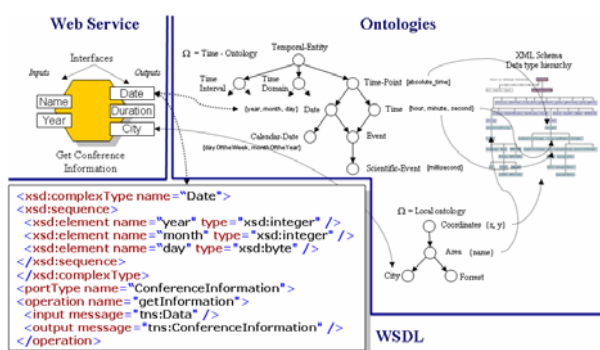 Web Service
Interfaces
Inputs
Outputs
Name
Year
Date
Duration
City
Get Conference
Information
Ontologies
Ω = Time - Ontology
Temporal-Entity
Time
Interval
Time
Domain
Time-Point [absolute_time]
Date
{year, month, day}
Time [hour, minute, second]
Calendar-Date
{dayOftheWeek, monthOftheYear}
Event
Scientific-Event [millisecond]
XML Schema
Data type hierarchy
Ω = Local ontology
Coordinates {x, y}
Area {name}
City
Forrest
<xsd:complexType name="Date">
<xsd:sequence>
<xsd:element name="year" type="xsd:integer" />
<xsd:element name="month" type="xsd:integer" />
<xsd:element name="day" type="xsd:byte" />
</xsd:sequence>
</xsd:complexType>
<portType name="ConferenceInformation">
<operation name="getInformation">
<input message="tns:Data" />
<output message="tns:ConferenceInformation" />
</operation>
WSDL